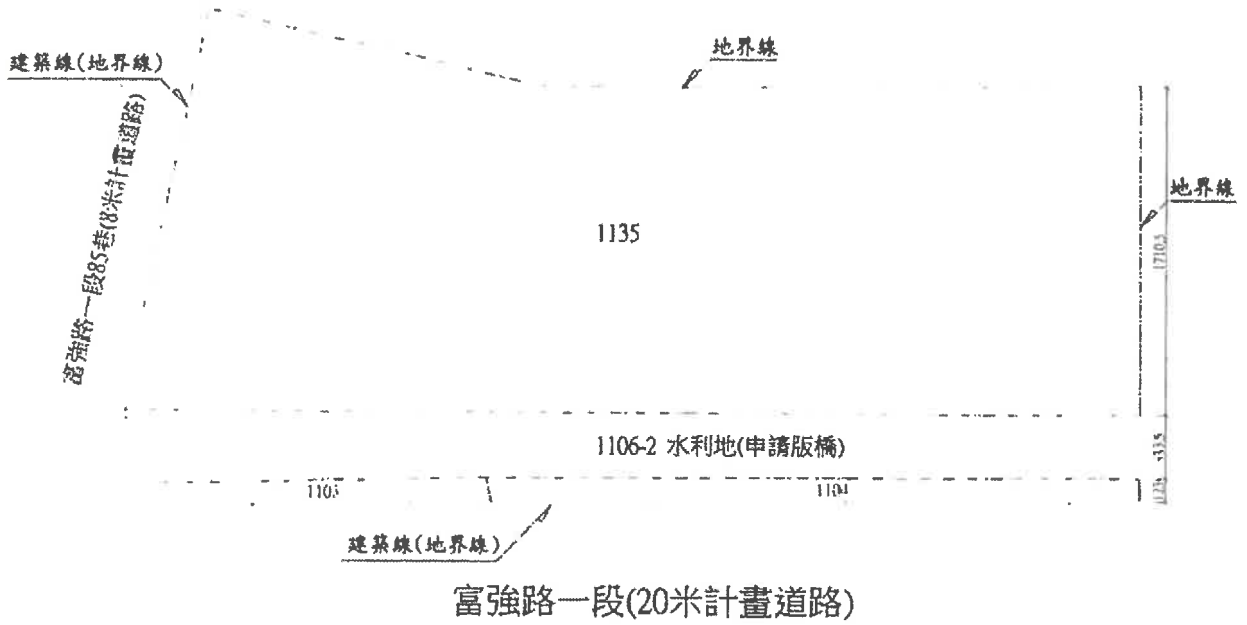 建築線(地界線)
地界線
富強路一段85巷(8米計畫道路)
地界線
1135
1710.5
1106-2 水利地(申請版橋)
1103
1104
建築線(地界線)
富強路一段(20米計畫道路)